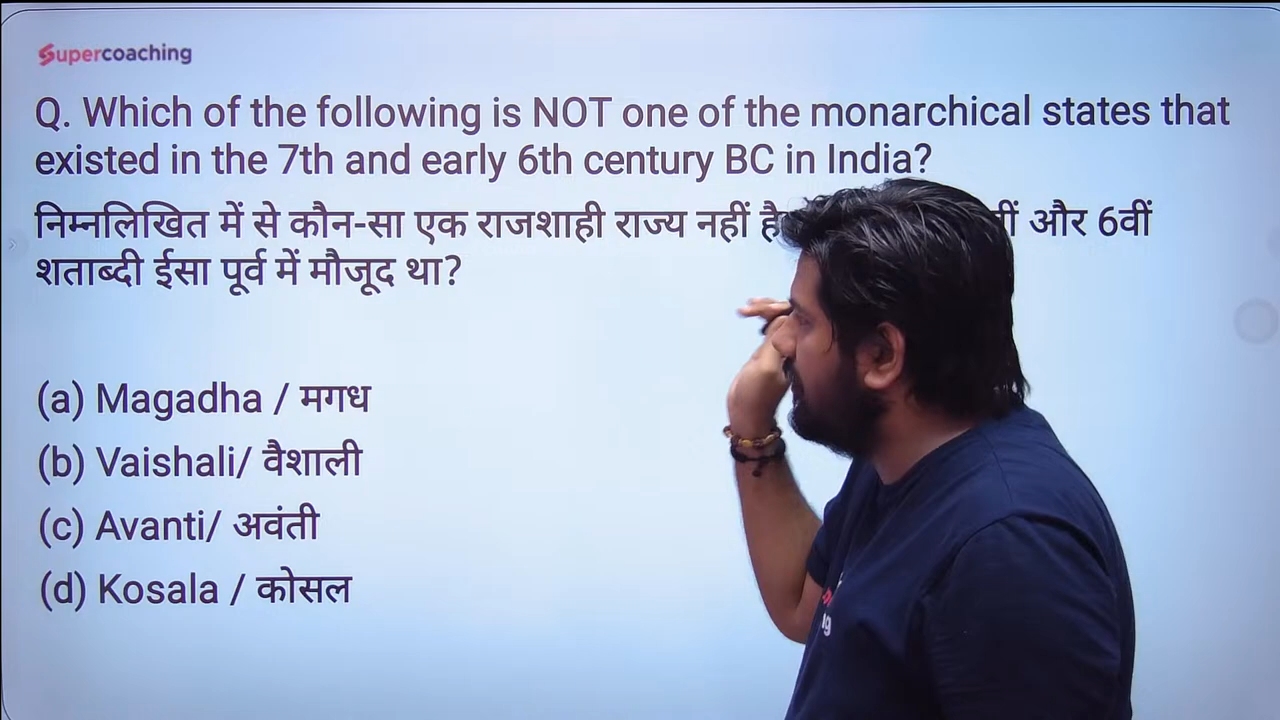 Supercoaching
Q. Which of the following is NOT one of the monarchical states that
existed in the 7th and early 6th century BC in India?
निम्नलिखित में से कौन-सा एक राजशाही राज्य नहीं है और 6वीं
शताब्दी ईसा पूर्व में मौजूद था?
(a) Magadha / मगध
(b) Vaishali/ वैशाली
(c) Avanti/ अवंती
(d) Kosala / कोसल